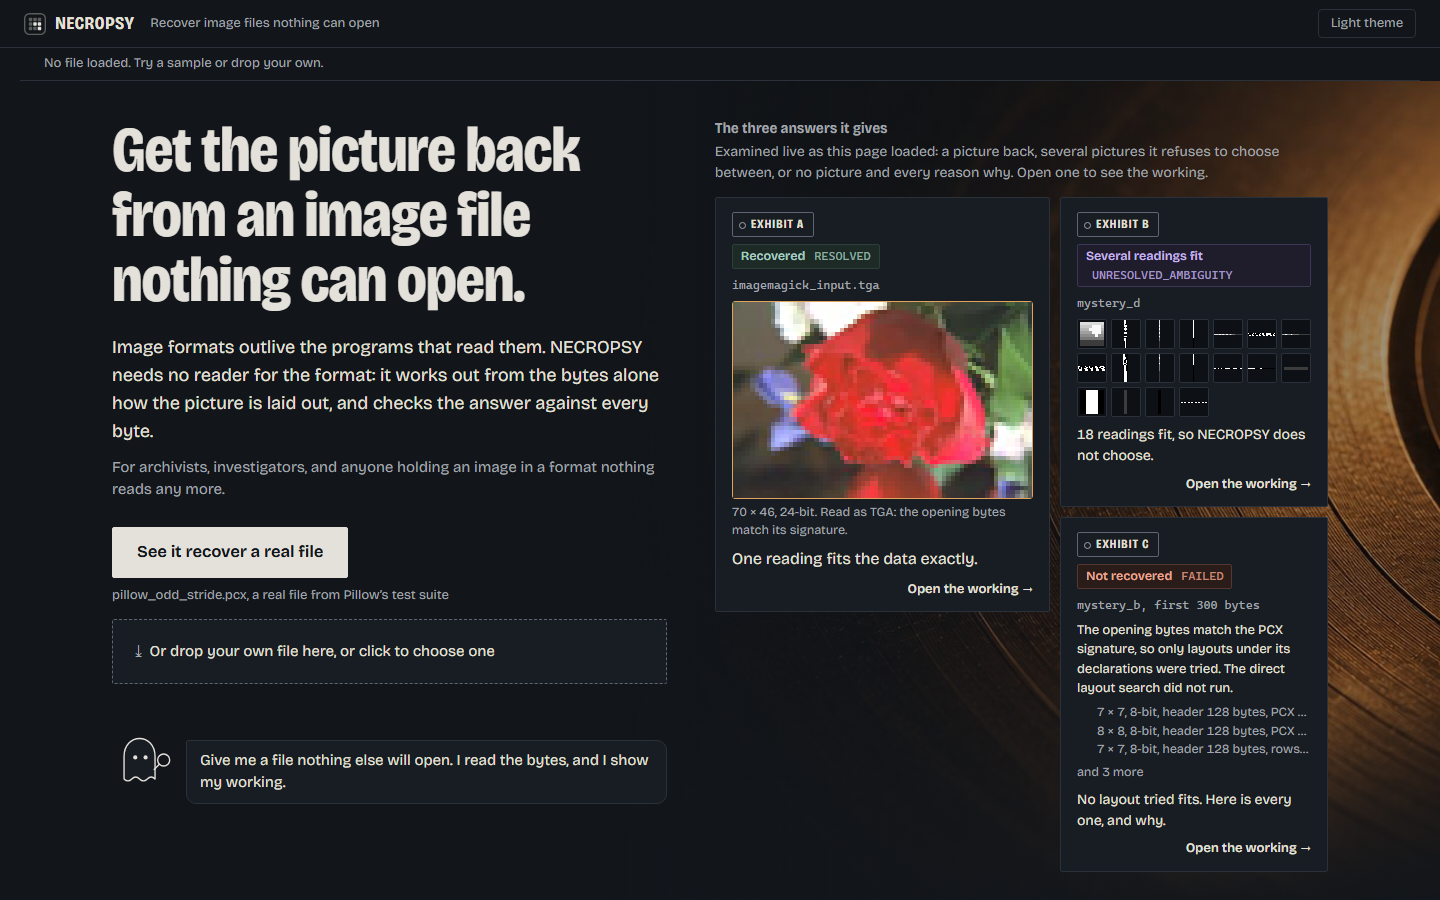 NECROPSY Recover image files nothing can open
Light theme
No file loaded. Try a sample or drop your own.
Get the picture back
from an image file
nothing can open.
Image formats outlive the programs that read them. NECROPSY
needs no reader for the format: it works out from the bytes alone
how the picture is laid out, and checks the answer against every
byte.
For archivists, investigators, and anyone holding an image in a format nothing
reads any more.
See it recover a real file
pillow_odd_stride.pcx, a real file from Pillow's test suite
⤓ Or drop your own file here, or click to choose one
Give me a file nothing else will open. I read the bytes, and I show
my working.
The three answers it gives
Examined live as this page loaded: a picture back, several pictures it refuses to choose
between, or no picture and every reason why. Open one to see the working.
EXHIBIT A
Recovered RESOLVED
imagemagick_input.tga
70 × 46, 24-bit. Read as TGA: the opening bytes
match its signature.
One reading fits the data exactly.
Open the working →
EXHIBIT B
Several readings fit
UNRESOLVED_AMBIGUITY
mystery_d
18 readings fit, so NECROPSY does
not choose.
Open the working →
EXHIBIT C
Not recovered FAILED
mystery_b, first 300 bytes
The opening bytes match the PCX
signature, so only layouts under its
declarations were tried. The direct
layout search did not run.
7 × 7, 8-bit, header 128 bytes, PCX ...
8 × 8, 8-bit, header 128 bytes, PCX ...
7 × 7, 8-bit, header 128 bytes, rows...
and 3 more
No layout tried fits. Here is every
one, and why.
Open the working →